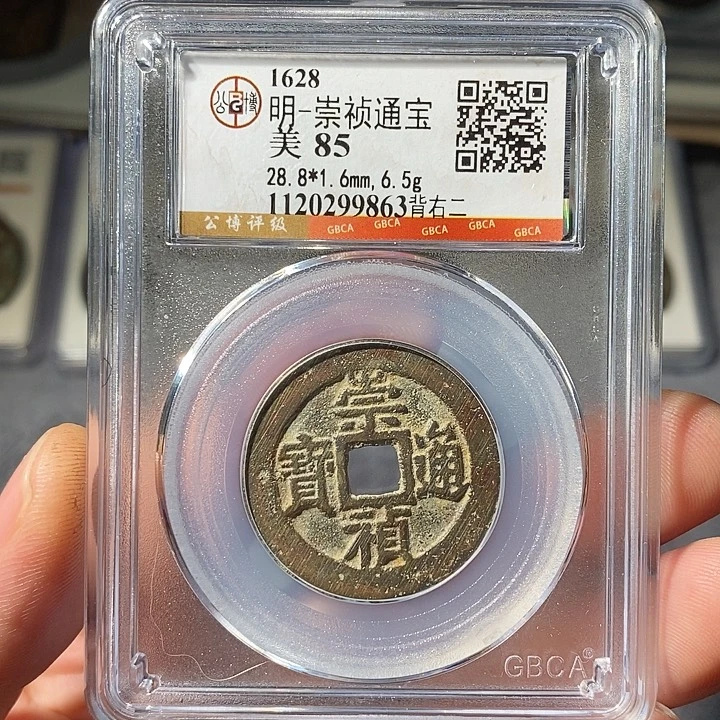 1628
公博
明-崇祯通宝
美 85
28.8*1.6mm,6.5g
1120299863背右二
公博评级 GBCA GBCA GBCA GBCA GBCA
崇
寶 通
禎
GBCA®